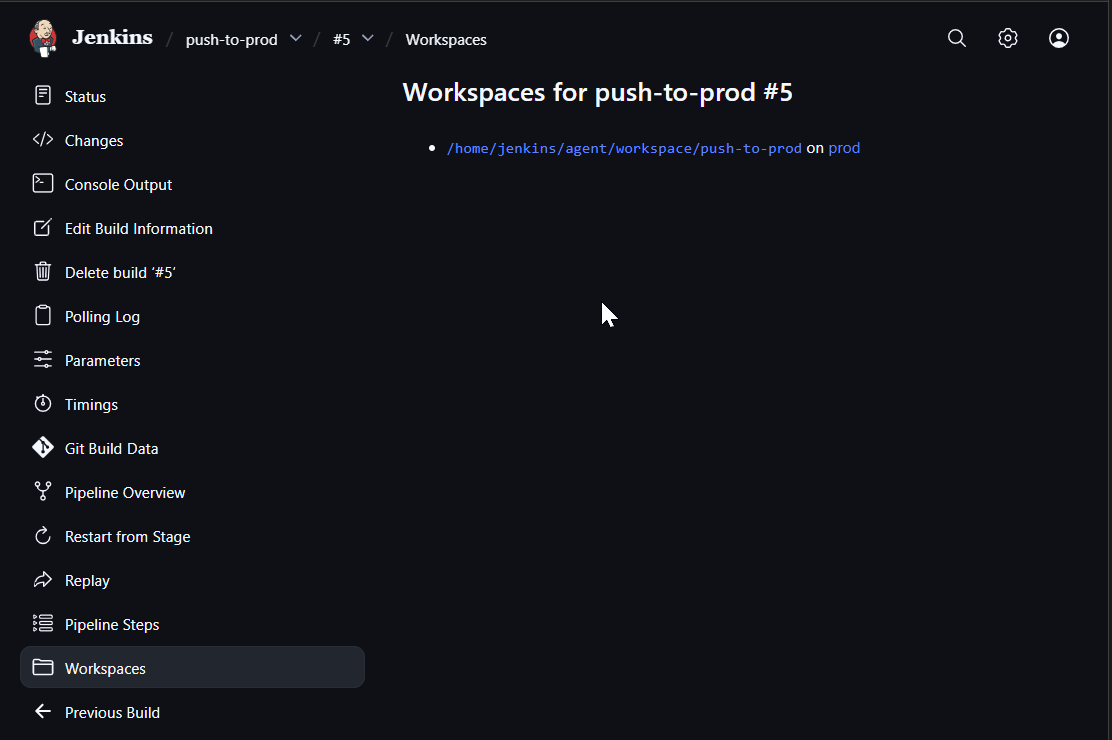 Jenkins / push-to-prod / #5 / Workspaces
Status
Changes
Console Output
Edit Build Information
Delete build ‘#5’
Polling Log
Parameters
Timings
Git Build Data
Pipeline Overview
Restart from Stage
Replay
Pipeline Steps
Workspaces
Previous Build
Workspaces for push-to-prod #5
/home/jenkins/agent/workspace/push-to-prod on prod